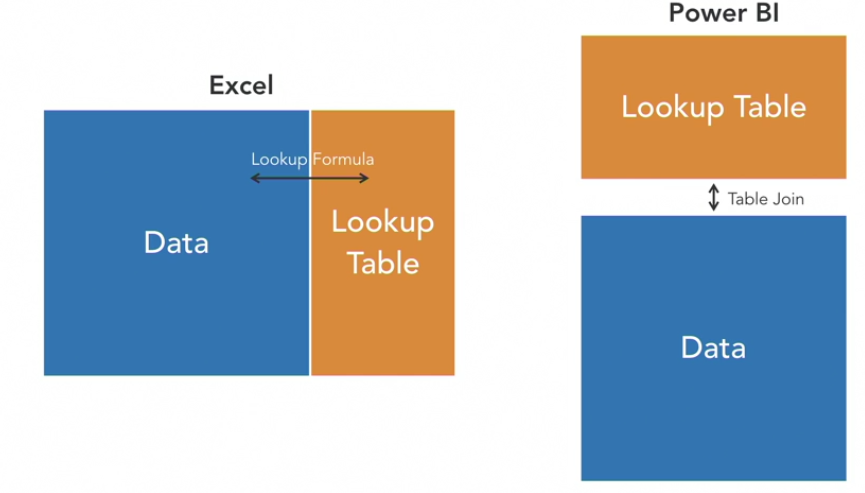 Excel
Lookup Formula
Data
Lookup
Table
Power BI
Lookup Table
Table Join
Data